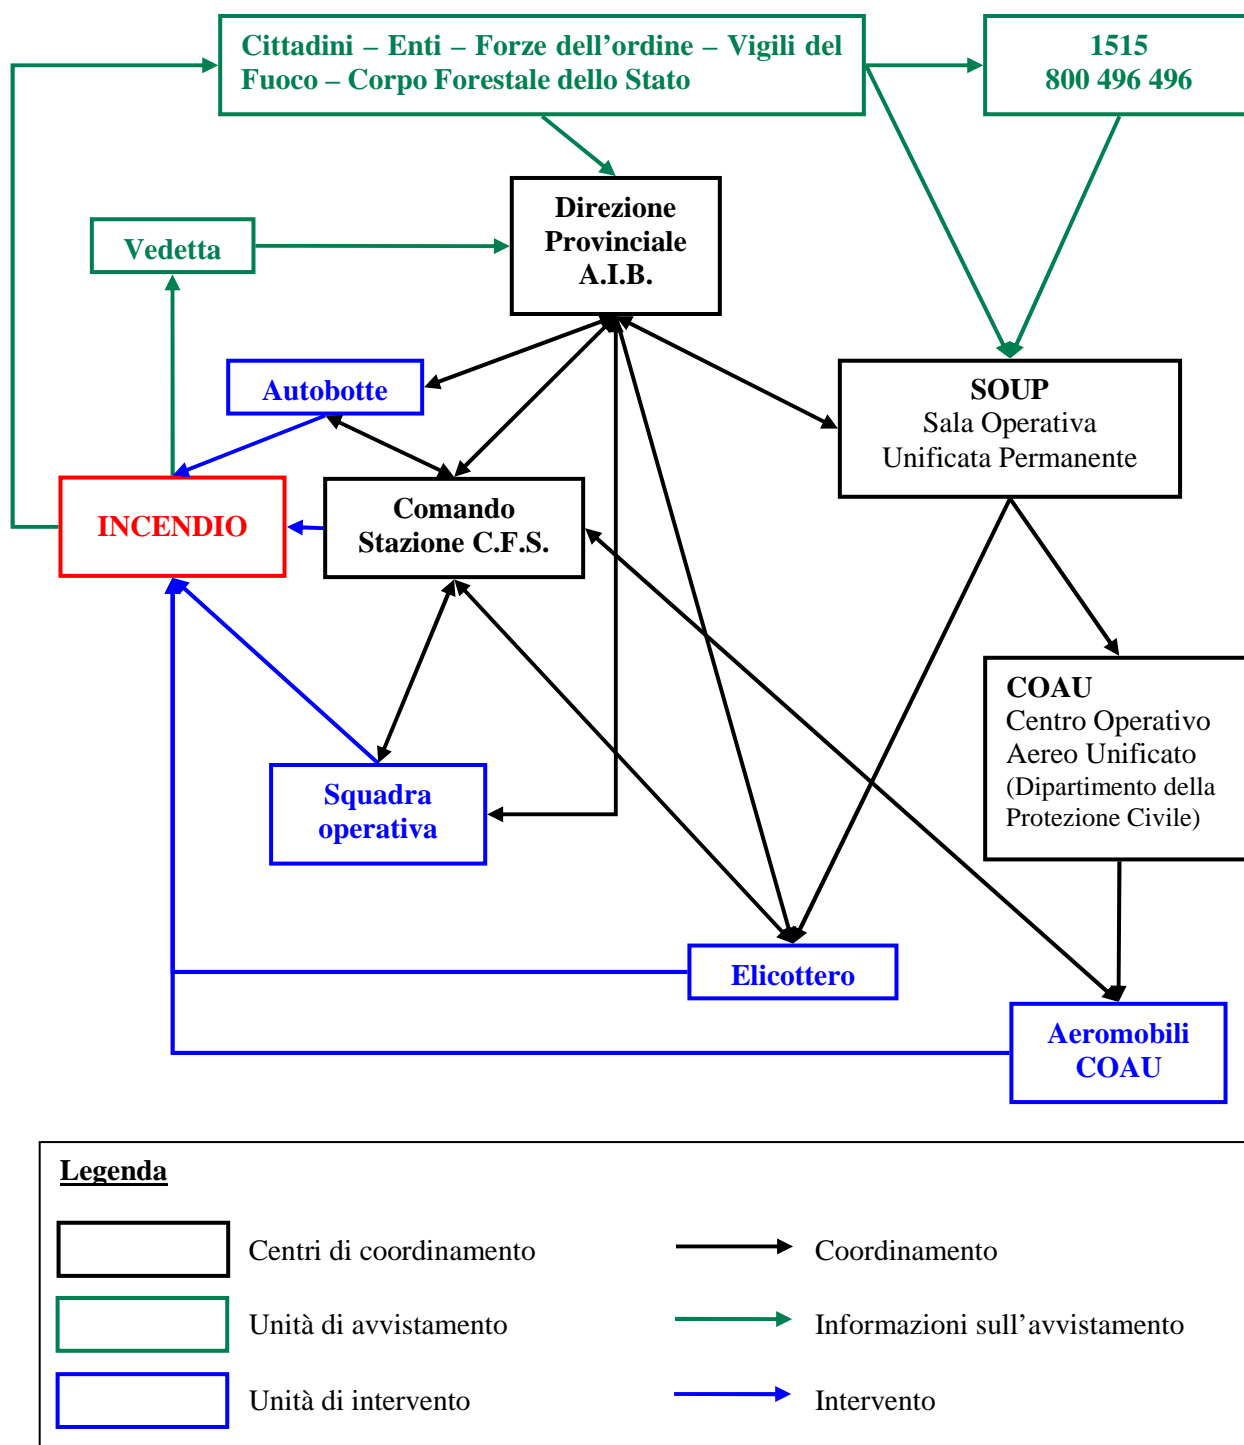 Cittadini – Enti – Forze dell’ordine – Vigili del
Fuoco – Corpo Forestale dello Stato
1515
800 496 496
Direzione
Provinciale
A.I.B.
Vedetta
Autobotte
SOUP
Sala Operativa
Unificata Permanente
INCENDIO
Comando
Stazione C.F.S.
COAU
Centro Operativo
Aereo Unificato
(Dipartimento della
Protezione Civile)
Squadra
operativa
Elicottero
Aeromobili
COAU
Legenda
Centri di coordinamento
Coordinamento
Unità di avvistamento
Informazioni sull’avvistamento
Unità di intervento
Intervento